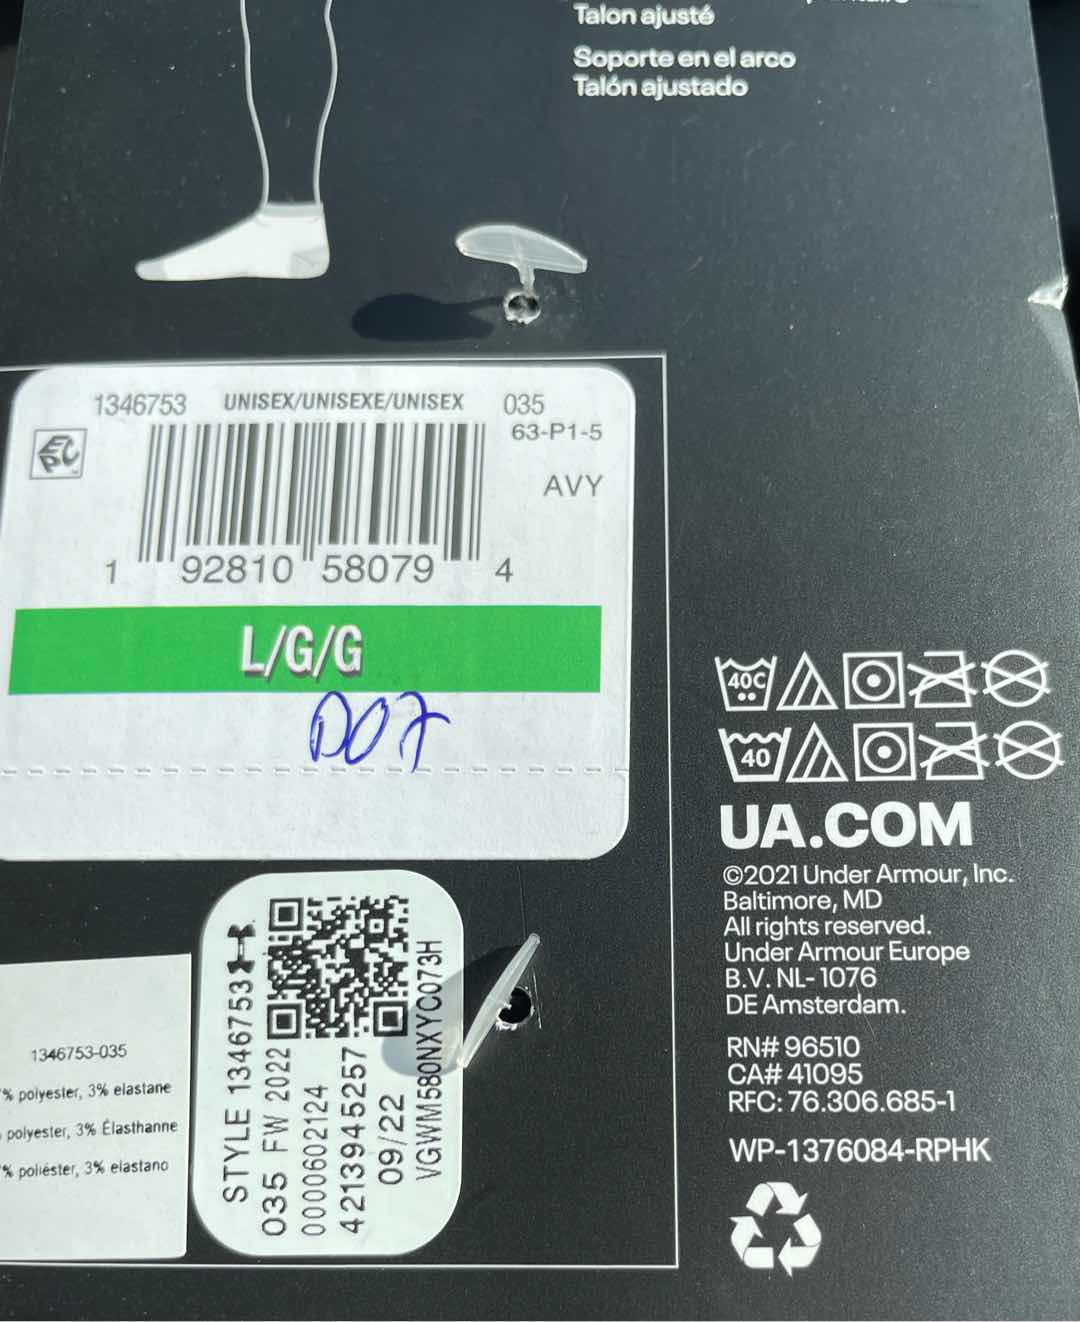 Talon ajusté
Soporte en el arco
Talón ajustado
1346753 UNISEX/UNISEXE/UNISEX 035
63-P1-5
EPC
AVY
1 92810 58079 4
L/G/G
D07
40C
40
UA.COM
©2021 Under Armour, Inc.
Baltimore, MD
All rights reserved.
Under Armour Europe
B.V. NL-1076
DE Amsterdam.
RN# 96510
CA# 41095
RFC: 76.306.685-1
WP-1376084-RPHK
1346753-035
% polyester, 3% elastane
polyester, 3% Élasthanne
% poliéster, 3% elastano
STYLE 1346753
035 FW 2022
0000602124
4213945257
09/22
VGWM580NXYC073H